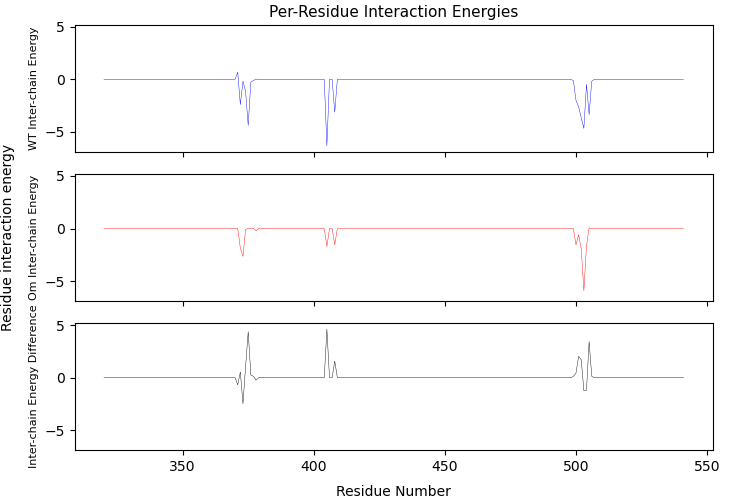 Per-Residue Interaction Energies
Residue interaction energy
WT Inter-chain Energy
5
0
−5
Om Inter-chain Energy
5
0
−5
Inter-chain Energy Difference
5
0
−5
350
400
450
500
550
Residue Number